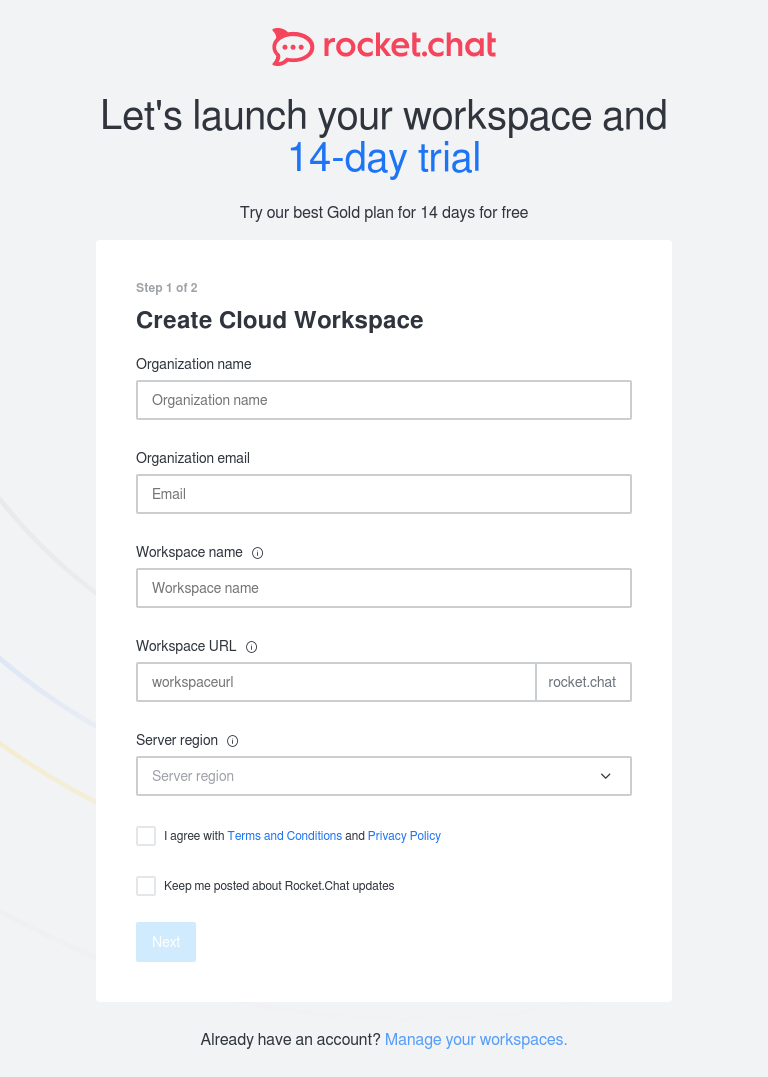 rocket.chat
Let's launch your workspace and
14-day trial
Try our best Gold plan for 14 days for free
Step 1 of 2
Create Cloud Workspace
Organization name
Organization name
Organization email
Email
Workspace name
Workspace name
Workspace URL
workspaceurl rocket.chat
Server region
Server region
I agree with Terms and Conditions and Privacy Policy
Keep me posted about Rocket.Chat updates
Next
Already have an account? Manage your workspaces.